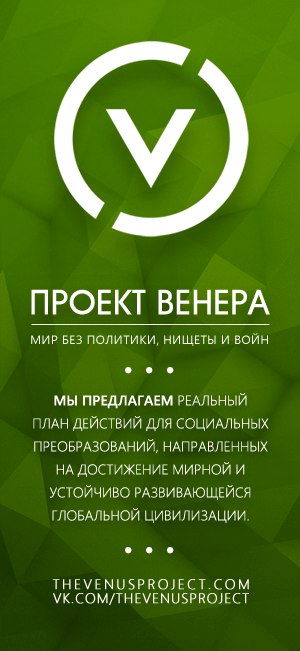 V
ПРОЕКТ ВЕНЕРА
МИР БЕЗ ПОЛИТИКИ, НИЩЕТЫ И ВОЙН
МЫ ПРЕДЛАГАЕМ РЕАЛЬНЫЙ
ПЛАН ДЕЙСТВИЙ ДЛЯ СОЦИАЛЬНЫХ
ПРЕОБРАЗОВАНИЙ, НАПРАВЛЕННЫХ
НА ДОСТИЖЕНИЕ МИРНОЙ И
УСТОЙЧИВО РАЗВИВАЮЩЕЙСЯ
ГЛОБАЛЬНОЙ ЦИВИЛИЗАЦИИ.
THEVENUSPROJECT.COM
VK.COM/THEVENUSPROJECT